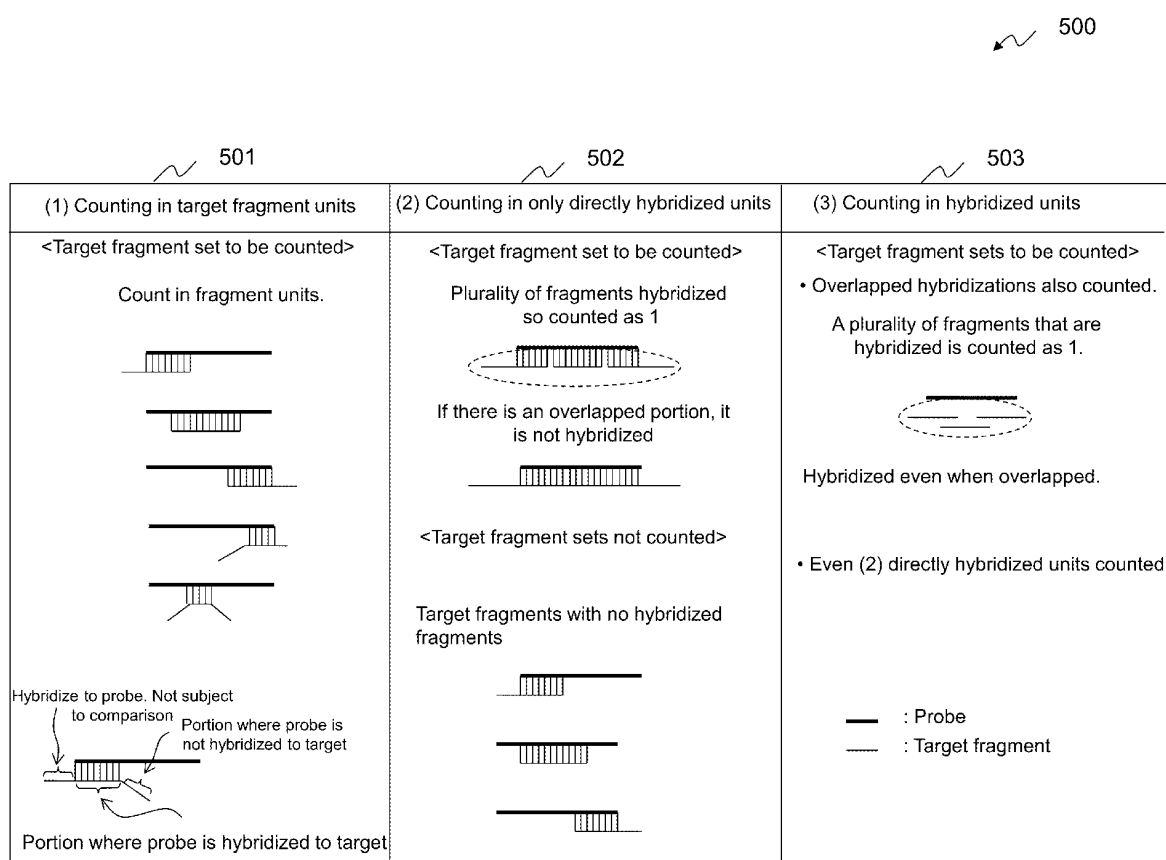 500
501
502
503
(1) Counting in target fragment units
<Target fragment set to be counted>
Count in fragment units.
Hybridize to probe. Not subject
to comparison
Portion where probe is
not hybridized to target
Portion where probe is hybridized to target
(2) Counting in only directly hybridized units
<Target fragment set to be counted>
Plurality of fragments hybridized
so counted as 1
If there is an overlapped portion, it
is not hybridized
<Target fragment sets not counted>
Target fragments with no hybridized
fragments
(3) Counting in hybridized units
<Target fragment sets to be counted>
• Overlapped hybridizations also counted.
A plurality of fragments that are
hybridized is counted as 1.
Hybridized even when overlapped.
• Even (2) directly hybridized units counted
: Probe
: Target fragment